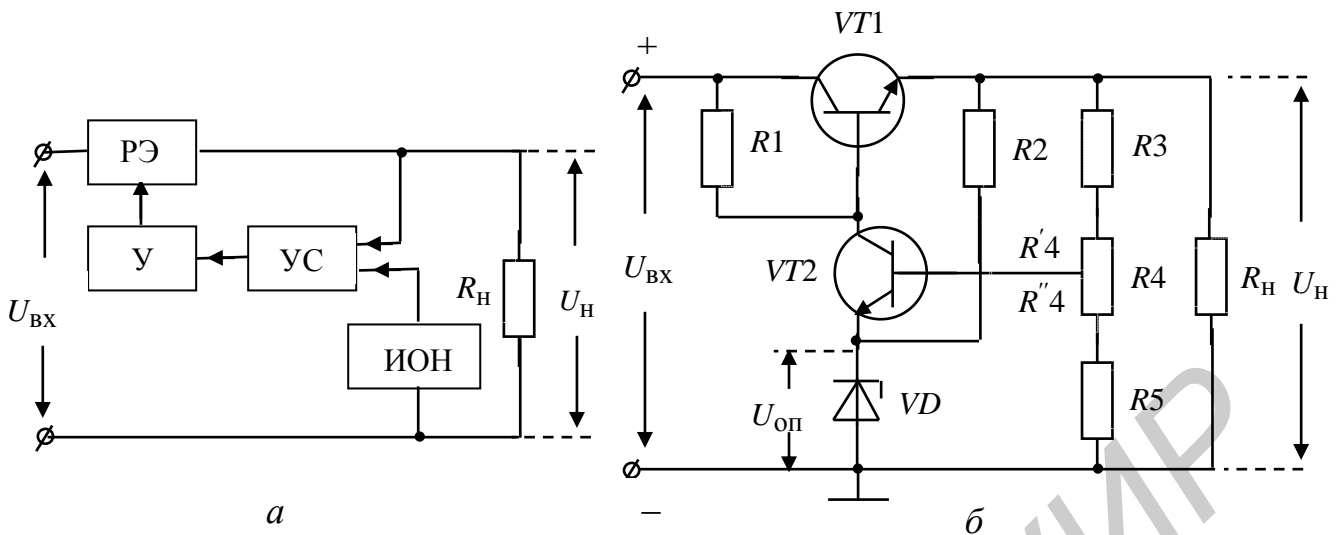 РЭ
У
УС
ИОН
Uвх
Rн
Uн
а
+
VT1
R1
R2
R3
Uвх
VT2
R'4
R''4
R4
Rн
Uн
Uоп
VD
R5
−
б
ИР